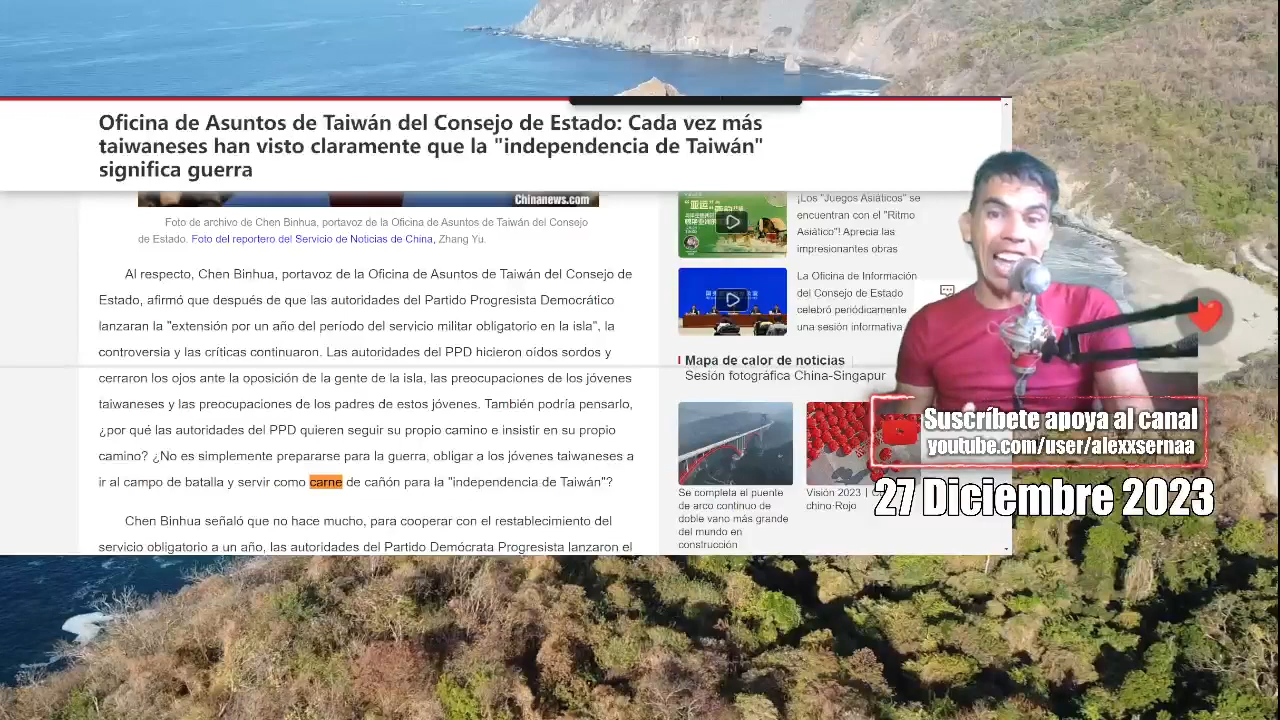 Oficina de Asuntos de Taiwán del Consejo de Estado: Cada vez más
taiwaneses han visto claramente que la "independencia de Taiwán"
significa guerra
Chinanews.com
Foto de archivo de Chen Binhua, portavoz de la Oficina de Asuntos de Taiwán del Consejo
de Estado. Foto del reportero del Servicio de Noticias de China, Zhang Yu.
Al respecto, Chen Binhua, portavoz de la Oficina de Asuntos de Taiwán del Consejo de
Estado, afirmó que después de que las autoridades del Partido Progresista Democrático
lanzaran la "extensión por un año del período del servicio militar obligatorio en la isla", la
controversia y las críticas continuaron. Las autoridades del PPD hicieron oídos sordos y
cerraron los ojos ante la oposición de la gente de la isla, las preocupaciones de los jóvenes
taiwaneses y las preocupaciones de los padres de estos jóvenes. También podría pensarlo,
¿por qué las autoridades del PPD quieren seguir su propio camino e insistir en su propio
camino? ¿No es simplemente prepararse para la guerra, obligar a los jóvenes taiwaneses a
ir al campo de batalla y servir como carne de cañón para la "independencia de Taiwán"?
Chen Binhua señaló que no hace mucho, para cooperar con el restablecimiento del
servicio obligatorio a un año, las autoridades del Partido Demócrata Progresista lanzaron el
¡Los "Juegos Asiáticos" se
encuentran con el "Ritmo
Asiático"! Aprecia las
impresionantes obras
La Oficina de Información
del Consejo de Estado
celebró periódicamente
una sesión informativa
Mapa de calor de noticias
Sesión fotográfica China-Singapur
Se completa el puente
de arco continuo de
doble vano más grande
del mundo en
construcción
Visión 2023 |
chino·Rojo
Suscríbete apoya al canal
youtube.com/user/alexxsernaa
27 Diciembre 2023